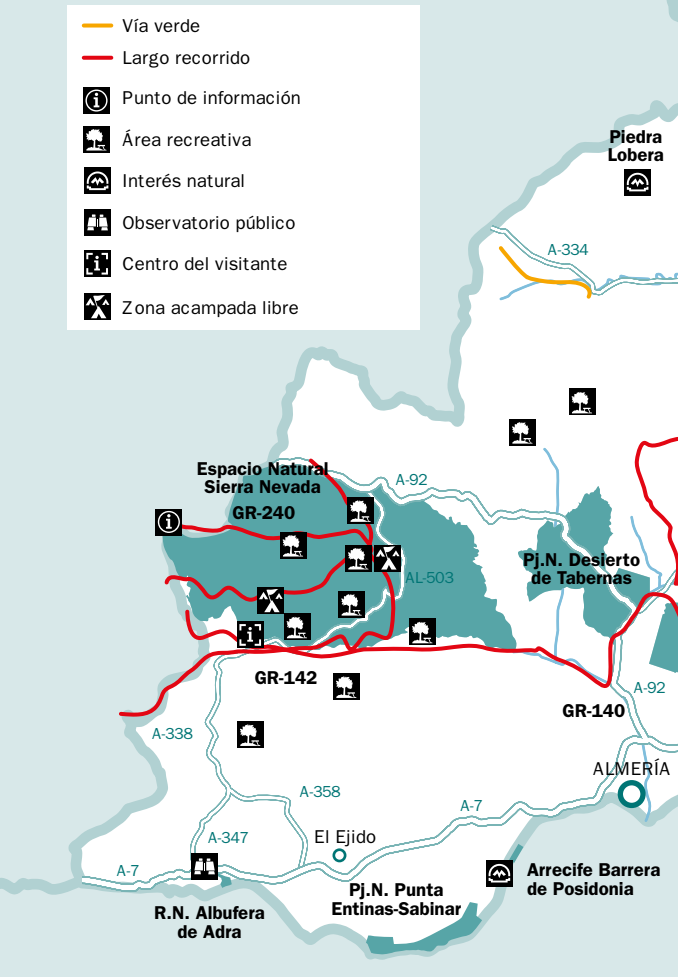 Vía verde
Largo recorrido
Punto de información
Área recreativa
Interés natural
Observatorio público
Centro del visitante
Zona acampada libre
Piedra
Lobera
A-334
Espacio Natural
Sierra Nevada
GR-240
A-92
AL-503
Pj.N. Desierto
de Tabernas
GR-142
A-92
GR-140
A-338
ALMERÍA
A-358
A-7
A-347
El Ejido
A-7
Arrecife Barrera
de Posidonia
Pj.N. Punta
Entinas-Sabinar
R.N. Albufera
de Adra